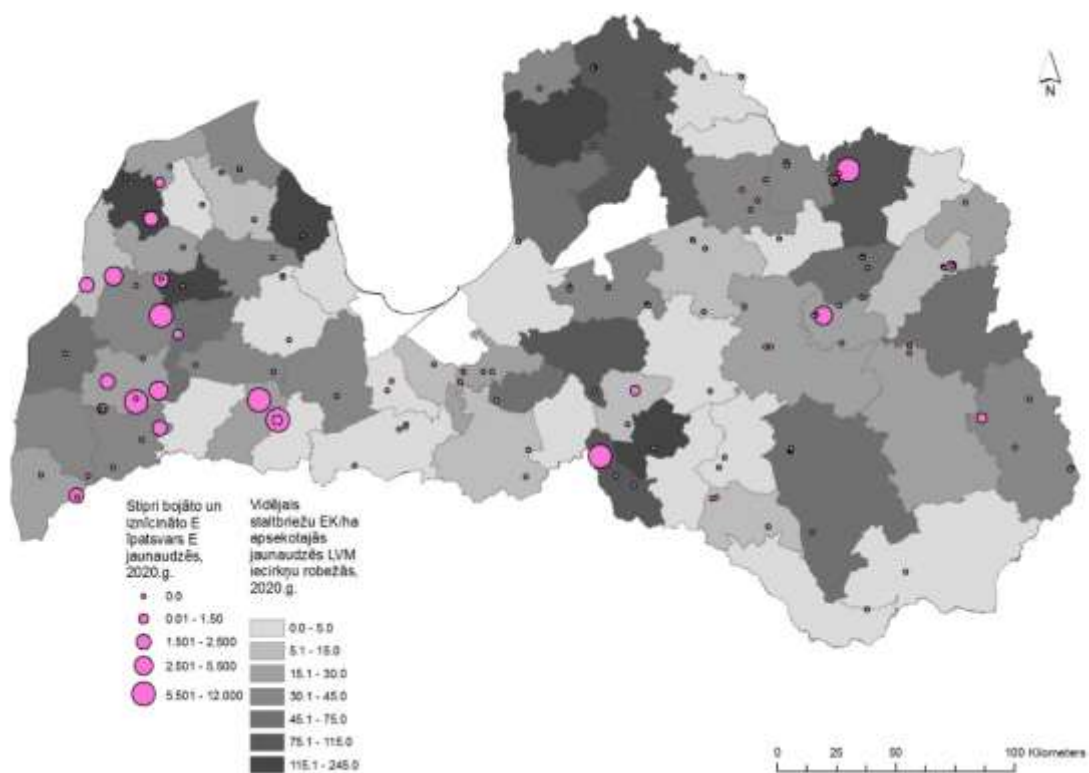 N
Stipri bojāto un
iznīcināto E
īpatsvars E
jaunaudzēs,
2020.g.
0.0
0.01 - 1.50
1.501 - 2.500
2.501 - 5.500
5.501 - 12.000
Vidējais
staltbriežu EK/ha
apsekotajās
jaunaudzēs LVM
iecirkņu robežās,
2020.g.
0.0 - 5.0
5.1 - 15.0
15.1 - 30.0
30.1 - 45.0
45.1 - 75.0
75.1 - 115.0
115.1 - 245.0
0 25 50 100 Kilometers